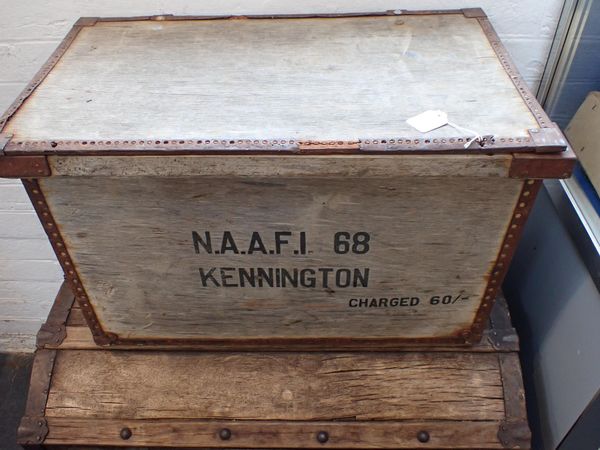 N.A.A.F.I. 68
KENNINGTON
CHARGED 60/-